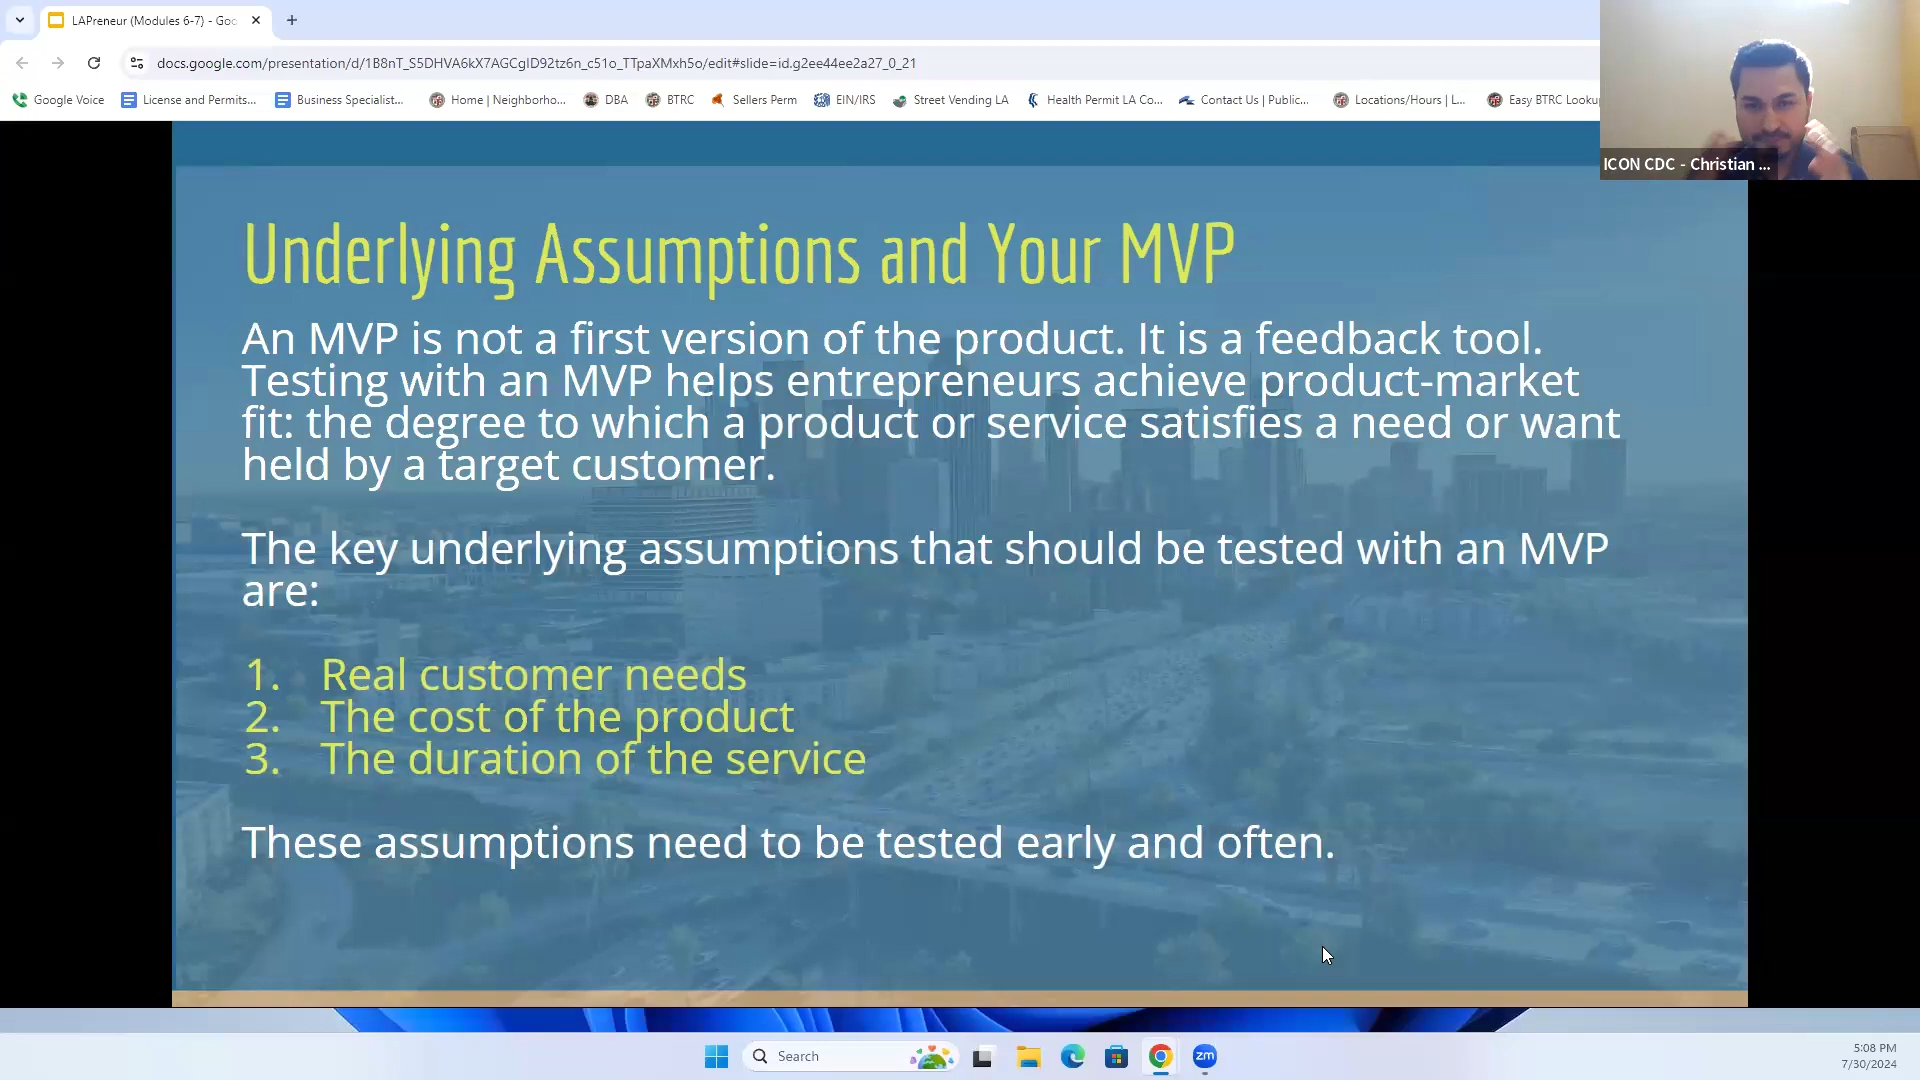 LAPreneur (Modules 6-7) - Goo
docs.google.com/presentation/d/1B8nT_S5DHVA6kX7AGCgID92tz6n_c51o_TTpaXMxh5o/edit#slide=id.g2ee44ee2a27_0_21
Google Voice License and Permits... Business Specialist... Home | Neighborho... DBA BTRC Sellers Perm EIN/IRS Street Vending LA Health Permit LA Co... Contact Us | Public... Locations/Hours | L... Easy BTRC Looku
ICON CDC - Christian ...
Underlying Assumptions and Your MVP
An MVP is not a first version of the product. It is a feedback tool.
Testing with an MVP helps entrepreneurs achieve product-market
fit: the degree to which a product or service satisfies a need or want
held by a target customer.
The key underlying assumptions that should be tested with an MVP
are:
1. Real customer needs
2. The cost of the product
3. The duration of the service
These assumptions need to be tested early and often.
Search
zm
5:08 PM
7/30/2024